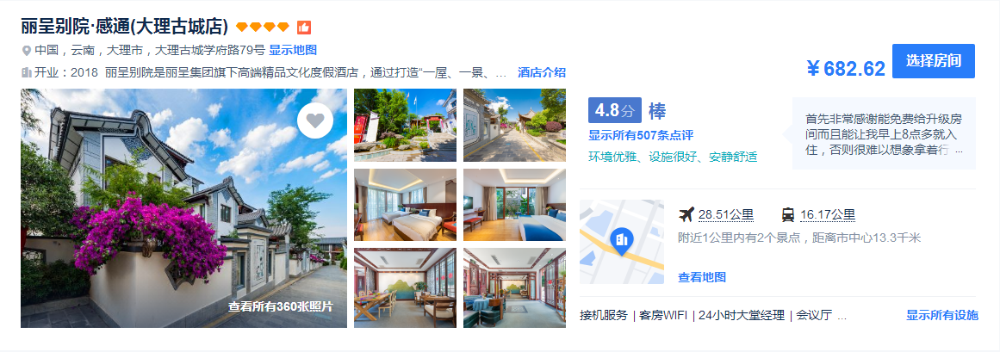 丽呈别院·感通(大理古城店)
中国，云南，大理市，大理古城学府路79号 显示地图
开业：2018 丽呈别院是丽呈集团旗下高端精品文化度假酒店，通过打造“一屋、一景、... 酒店介绍
查看所有360张照片
￥682.62 选择房间
4.8分 棒
显示所有507条点评
环境优雅、设施很好、安静舒适
首先非常感谢能免费给升级房
间而且能让我早上8点多就入
住，否则很难以想象拿着行 ...
28.51公里 16.17公里
附近1公里内有2个景点，距离市中心13.3千米
查看地图
接机服务 | 客房WIFI | 24小时大堂经理 | 会议厅 ... 显示所有设施